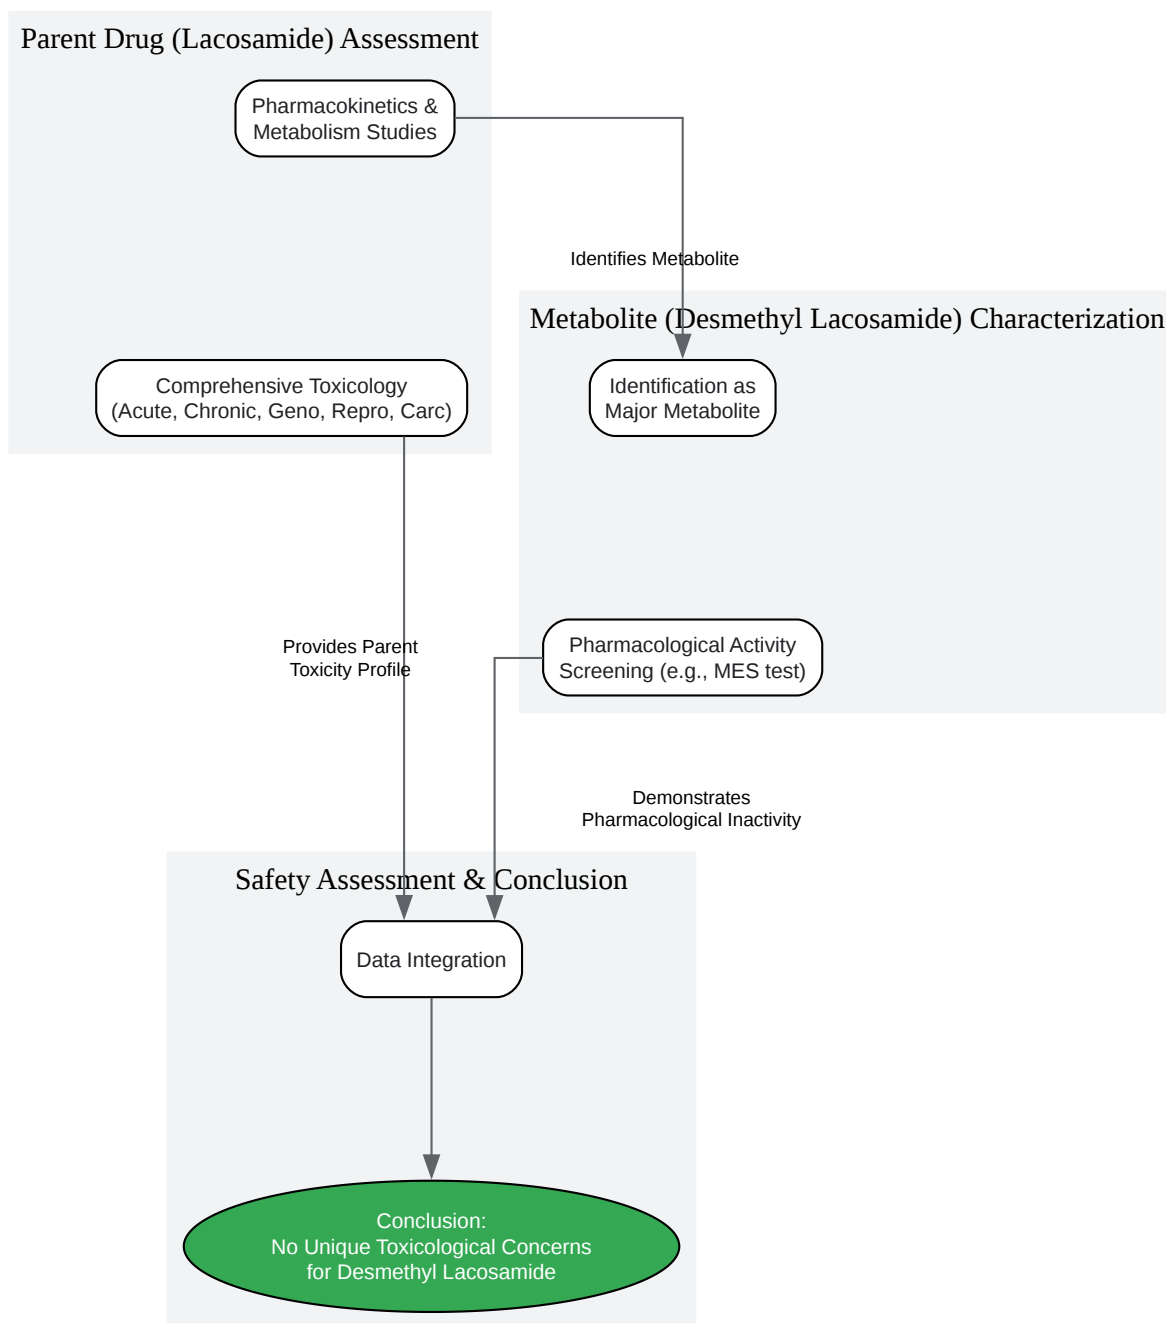 Parent Drug (Lacosamide) Assessment
Pharmacokinetics &
Metabolism Studies
Identifies Metabolite
Metabolite (Desmethyl Lacosamide) Characterization
Comprehensive Toxicology
(Acute, Chronic, Geno, Repro, Carc)
Identification as
Major Metabolite
Provides Parent
Toxicity Profile
Pharmacological Activity
Screening (e.g., MES test)
Demonstrates
Pharmacological Inactivity
Safety Assessment & Conclusion
Data Integration
Conclusion:
No Unique Toxicological Concerns
for Desmethyl Lacosamide